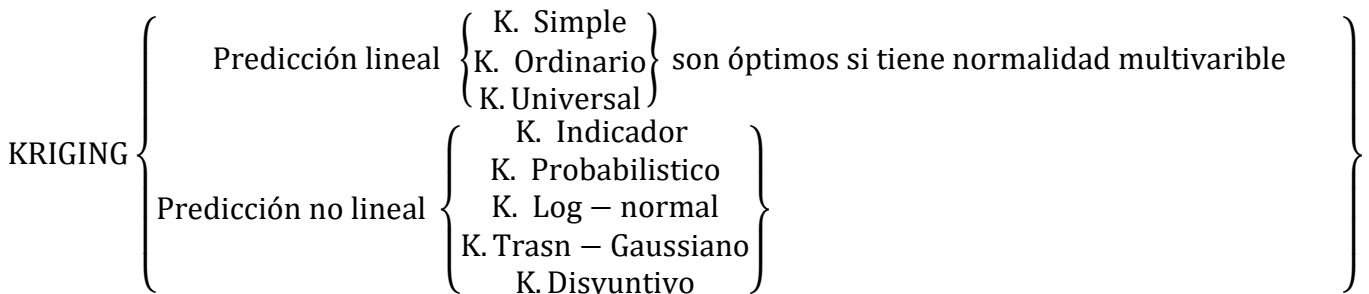 K. Simple
Predicción lineal K. Ordinario son óptimos si tiene normalidad multivarible
K. Universal
K. Indicador
KRIGING
K. Probabilistico
Predicción no lineal K. Log − normal
K. Trasn − Gaussiano
K. Disyuntivo